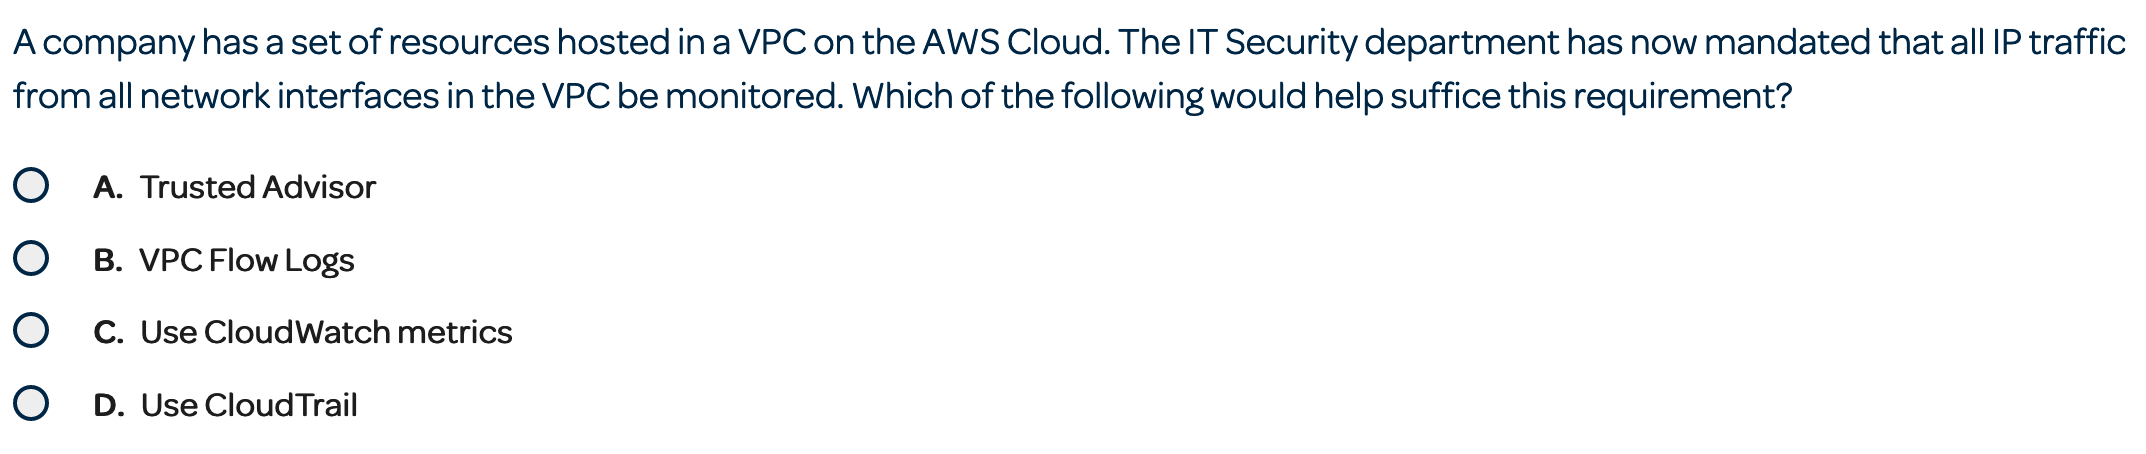 A company has a set of resources hosted in a VPC on the AWS Cloud. The IT Security department has now mandated that all IP traffic
from all network interfaces in the VPC be monitored. Which of the following would help suffice this requirement?
A. Trusted Advisor
B. VPC Flow Logs
C. Use CloudWatch metrics
D. Use CloudTrail